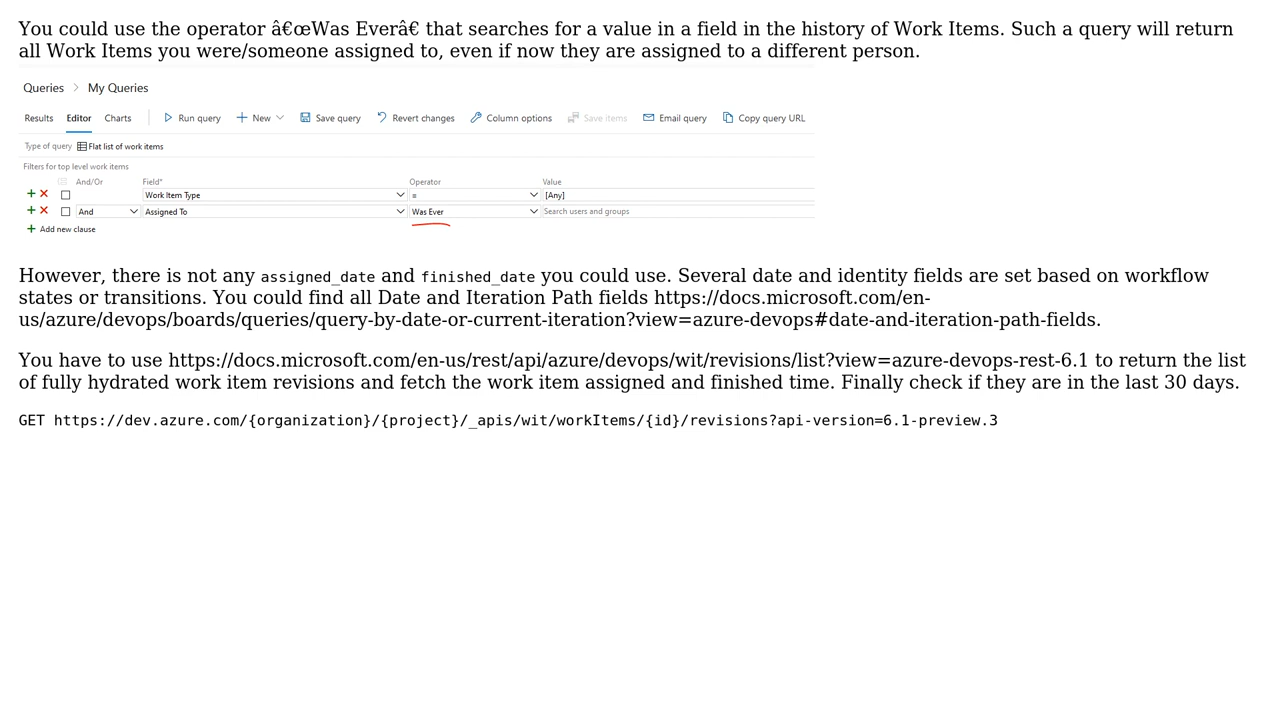 You could use the operator â€œWas Everâ€ that searches for a value in a field in the history of Work Items. Such a query will return
all Work Items you were/someone assigned to, even if now they are assigned to a different person.
Queries > My Queries
Results Editor Charts Run query New Save query Revert changes Column options Save items Email query Copy query URL
Type of query Flat list of work items
Filters for top level work items
And/Or Field* Operator Value
Work Item Type = [Any]
And Assigned To Was Ever Search users and groups
Add new clause
However, there is not any assigned_date and finished_date you could use. Several date and identity fields are set based on workflow
states or transitions. You could find all Date and Iteration Path fields https://docs.microsoft.com/en-
us/azure/devops/boards/queries/query-by-date-or-current-iteration?view=azure-devops#date-and-iteration-path-fields.
You have to use https://docs.microsoft.com/en-us/rest/api/azure/devops/wit/revisions/list?view=azure-devops-rest-6.1 to return the list
of fully hydrated work item revisions and fetch the work item assigned and finished time. Finally check if they are in the last 30 days.
GET https://dev.azure.com/{organization}/{project}/_apis/wit/workItems/{id}/revisions?api-version=6.1-preview.3